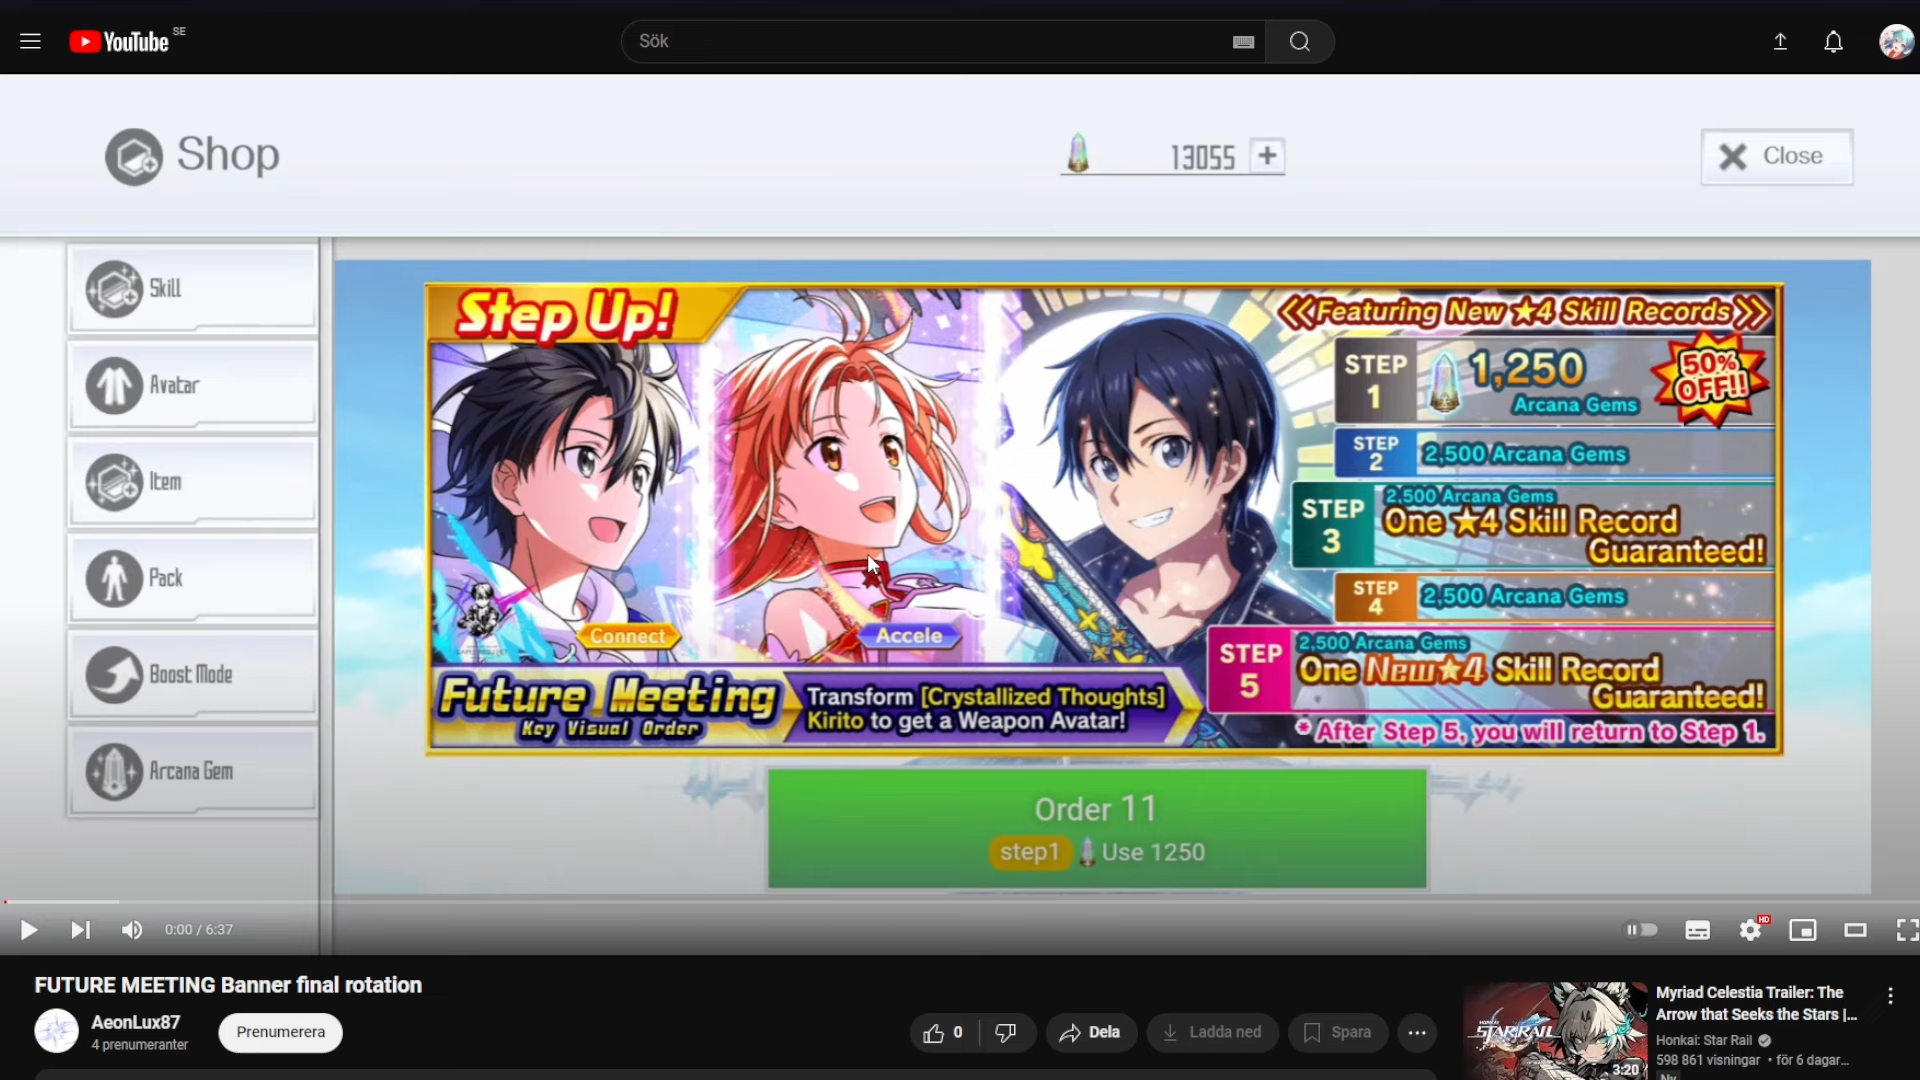 YouTube SE
Sök
Shop
13055
Close
Skill
Avatar
Item
Pack
Boost Mode
Arcana Gem
Step Up!
Featuring New ★4 Skill Records
STEP 1
1,250 Arcana Gems
50% OFF!!
STEP 2
2,500 Arcana Gems
STEP 3
2,500 Arcana Gems
One ★4 Skill Record
Guaranteed!
STEP 4
2,500 Arcana Gems
STEP 5
2,500 Arcana Gems
One New★4 Skill Record
Guaranteed!
* After Step 5, you will return to Step 1.
Connect
Accele
Future Meeting
Key Visual Order
Transform [Crystallized Thoughts]
Kirito to get a Weapon Avatar!
Order 11
step1 Use 1250
0:00 / 6:37
HD
FUTURE MEETING Banner final rotation
AeonLux87
4 prenumeranter
Prenumerera
0
Dela
Ladda ned
Spara
STAR RAIL
3:20
Myriad Celestia Trailer: The
Arrow that Seeks the Stars |...
Honkai: Star Rail
598 861 visningar • för 6 dagar...
Ny